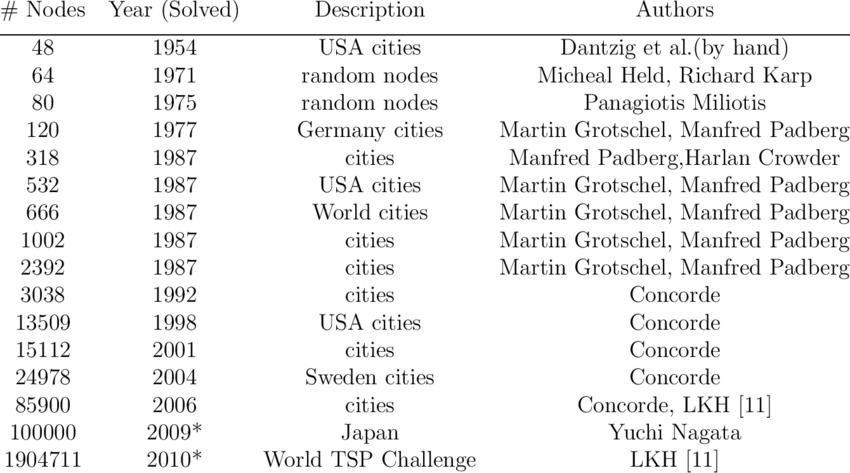 # Nodes Year (Solved) Description Authors
48 1954 USA cities Dantzig et al.(by hand)
64 1971 random nodes Micheal Held, Richard Karp
80 1975 random nodes Panagiotis Miliotis
120 1977 Germany cities Martin Grotschel, Manfred Padberg
318 1987 cities Manfred Padberg,Harlan Crowder
532 1987 USA cities Martin Grotschel, Manfred Padberg
666 1987 World cities Martin Grotschel, Manfred Padberg
1002 1987 cities Martin Grotschel, Manfred Padberg
2392 1987 cities Martin Grotschel, Manfred Padberg
3038 1992 cities Concorde
13509 1998 USA cities Concorde
15112 2001 cities Concorde
24978 2004 Sweden cities Concorde
85900 2006 cities Concorde, LKH [11]
100000 2009* Japan Yuchi Nagata
1904711 2010* World TSP Challenge LKH [11]